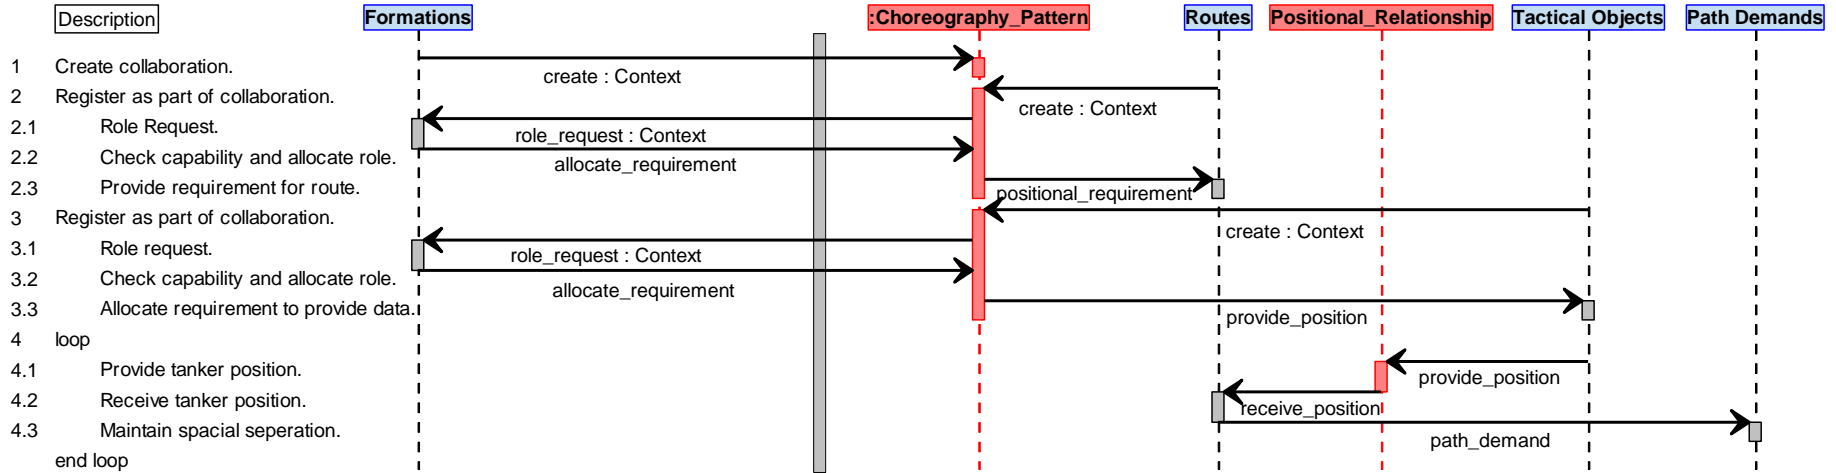 Description Formations :Choreography_Pattern Routes Positional_Relationship Tactical Objects Path Demands
1 Create collaboration.
create : Context
2 Register as part of collaboration.
create : Context
2.1 Role Request.
role_request : Context
2.2 Check capability and allocate role.
allocate_requirement
2.3 Provide requirement for route.
positional_requirement
3 Register as part of collaboration.
create : Context
3.1 Role request.
role_request : Context
3.2 Check capability and allocate role.
allocate_requirement
3.3 Allocate requirement to provide data.
provide_position
4 loop
4.1 Provide tanker position.
provide_position
4.2 Receive tanker position.
receive_position
4.3 Maintain spacial seperation.
path_demand
end loop